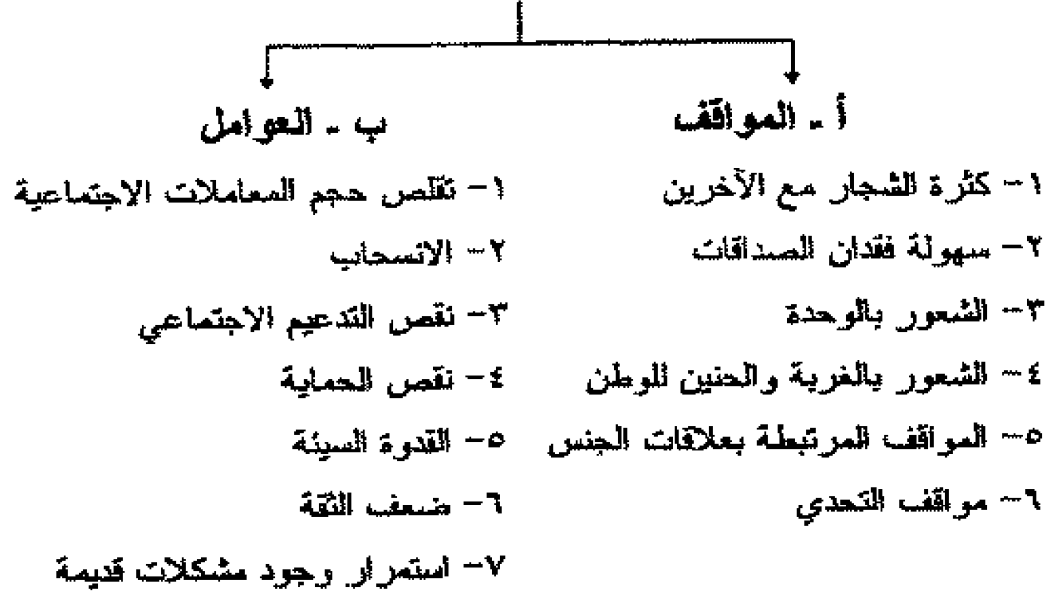 أ - المواقف
١- كثرة الشجار مع الآخرين
٢- سهولة فقدان الصداقات
٣- الشعور بالوحدة
٤- الشعور بالغربة والحنين للوطن
٥- المواقف المرتبطة بعلاقات الجنس
٦- مواقف التحدي
ب - العوامل
١- تقلص حجم المعاملات الاجتماعية
٢- الانسحاب
٣- نقص التدعيم الاجتماعي
٤- نقص الحماية
٥- القدوة السيئة
٦- ضعف الثقة
٧- استمرار وجود مشكلات قديمة